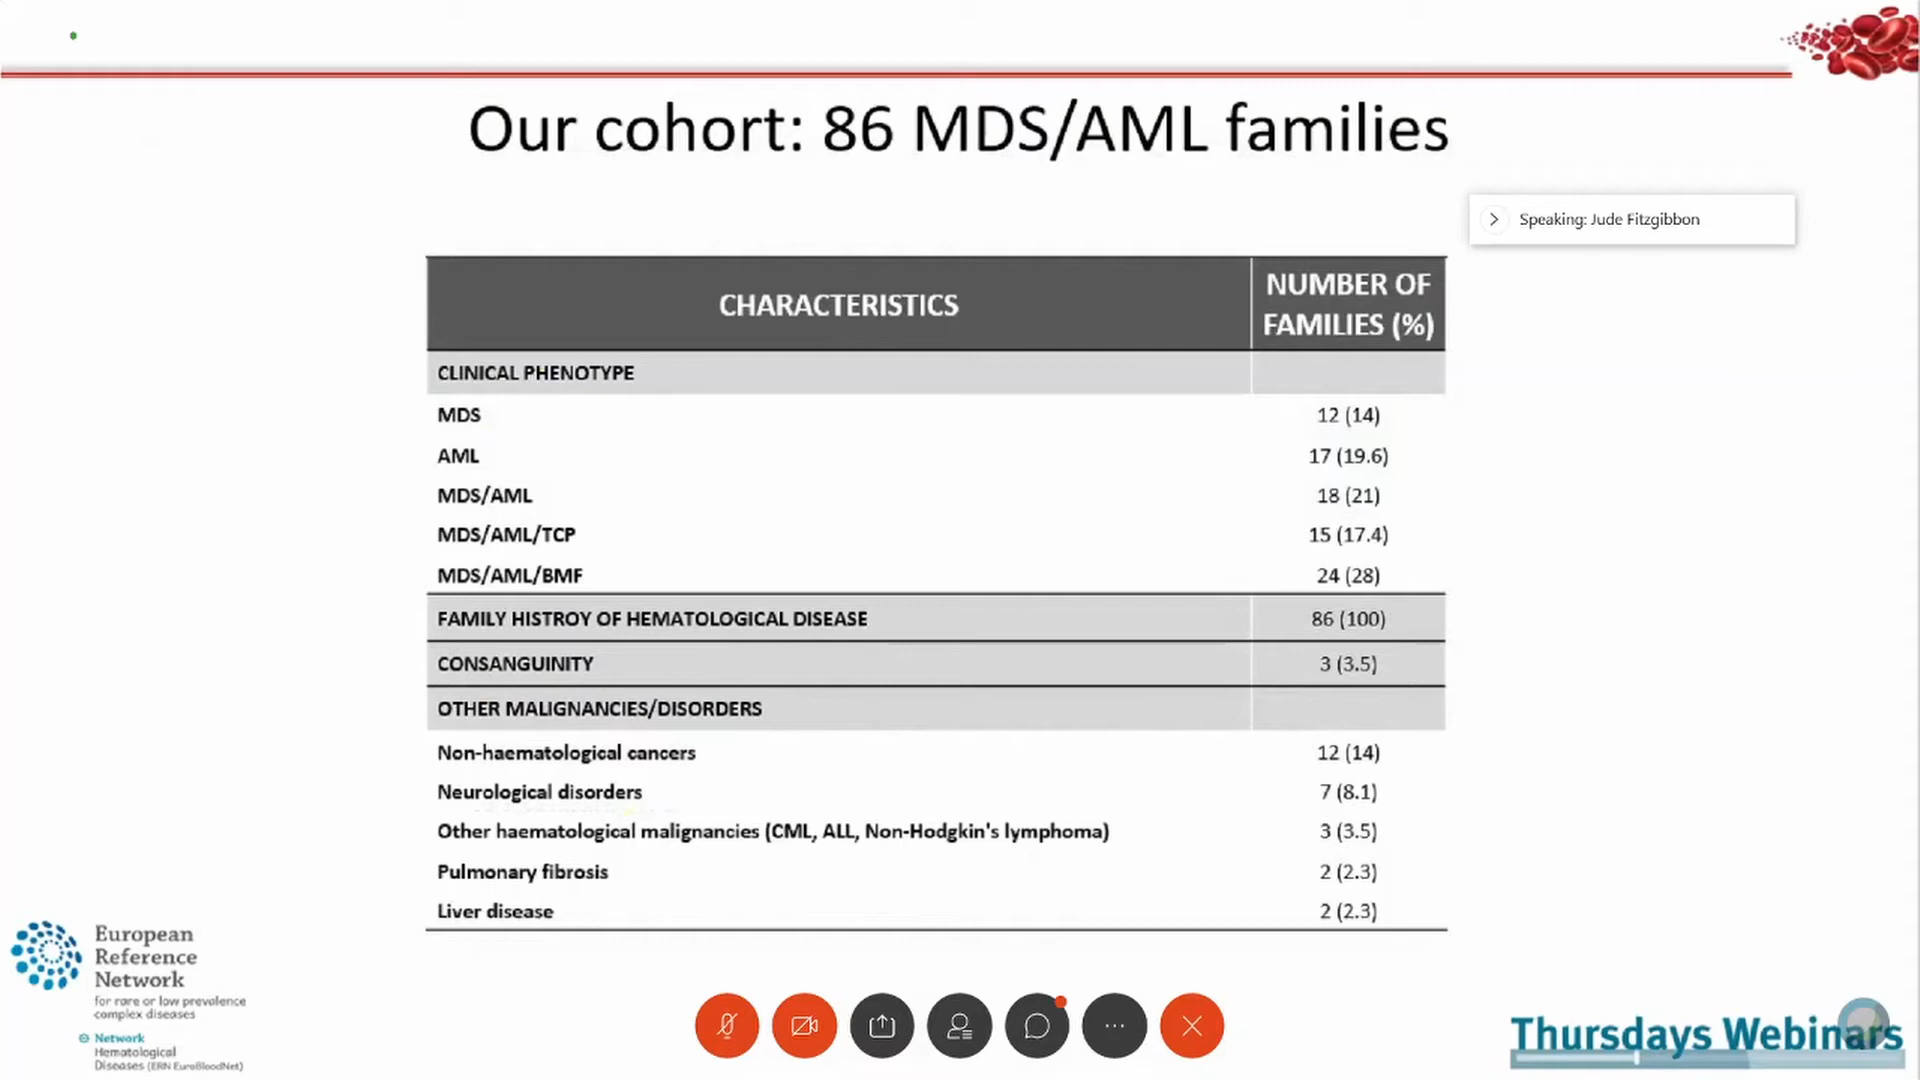 Our cohort: 86 MDS/AML families
Speaking: Jude Fitzgibbon
CHARACTERISTICS
NUMBER OF
FAMILIES (%)
CLINICAL PHENOTYPE
MDS 12 (14)
AML 17 (19.6)
MDS/AML 18 (21)
MDS/AML/TCP 15 (17.4)
MDS/AML/BMF 24 (28)
FAMILY HISTROY OF HEMATOLOGICAL DISEASE 86 (100)
CONSANGUINITY 3 (3.5)
OTHER MALIGNANCIES/DISORDERS
Non-haematological cancers 12 (14)
Neurological disorders 7 (8.1)
Other haematological malignancies (CML, ALL, Non-Hodgkin's lymphoma) 3 (3.5)
Pulmonary fibrosis 2 (2.3)
Liver disease 2 (2.3)
European
Reference
Network
for rare or low prevalence
complex diseases
Network
Hematological
Diseases (ERN EuroBloodNet)
Thursdays Webinars